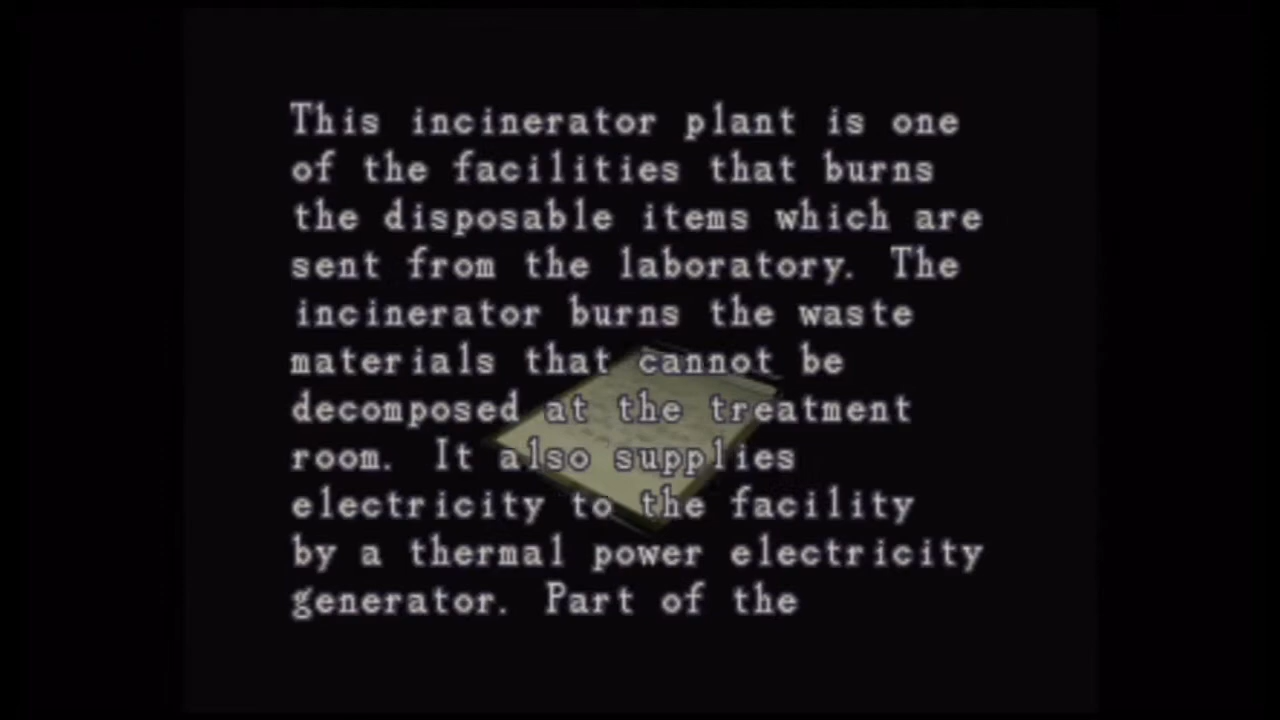 This incinerator plant is one
of the facilities that burns
the disposable items which are
sent from the laboratory. The
incinerator burns the waste
materials that cannot be
decomposed at the treatment
room. It also supplies
electricity to the facility
by a thermal power electricity
generator. Part of the